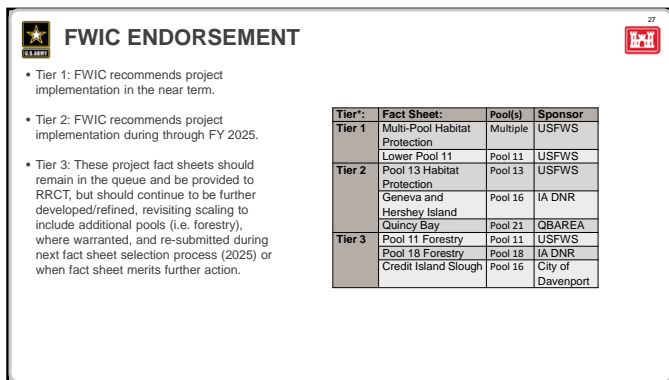 27
FWIC ENDORSEMENT
U.S. ARMY
• Tier 1: FWIC recommends project
implementation in the near term.
• Tier 2: FWIC recommends project
implementation during through FY 2025.
• Tier 3: These project fact sheets should
remain in the queue and be provided to
RRCT, but should continue to be further
developed/refined, revisiting scaling to
include additional pools (i.e. forestry),
where warranted, and re-submitted during
next fact sheet selection process (2025) or
when fact sheet merits further action.
Tier*: Fact Sheet: Pool(s) Sponsor
Tier 1 Multi-Pool Habitat Multiple USFWS
Protection
Lower Pool 11 Pool 11 USFWS
Tier 2 Pool 13 Habitat Pool 13 USFWS
Protection
Geneva and Pool 16 IA DNR
Hershey Island
Quincy Bay Pool 21 QBAREA
Tier 3 Pool 11 Forestry Pool 11 USFWS
Pool 18 Forestry Pool 18 IA DNR
Credit Island Slough Pool 16 City of
Davenport